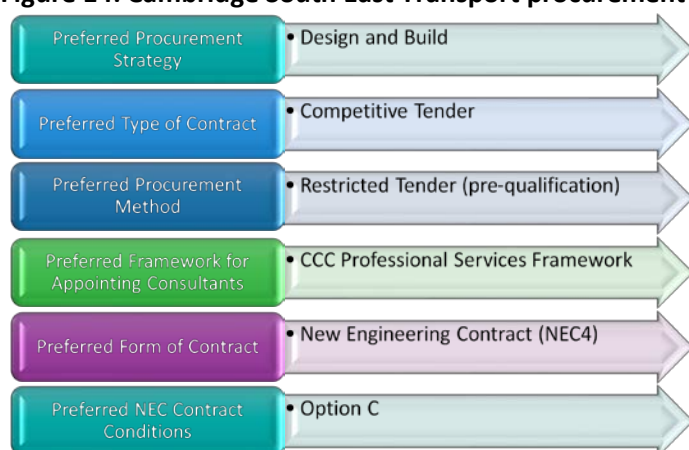 Figure 14: Cambridge South East Transport procurement
Preferred Procurement
Strategy
• Design and Build
Preferred Type of Contract
• Competitive Tender
Preferred Procurement
Method
• Restricted Tender (pre-qualification)
Preferred Framework for
Appointing Consultants
• CCC Professional Services Framework
Preferred Form of Contract
• New Engineering Contract (NEC4)
Preferred NEC Contract
Conditions
• Option C